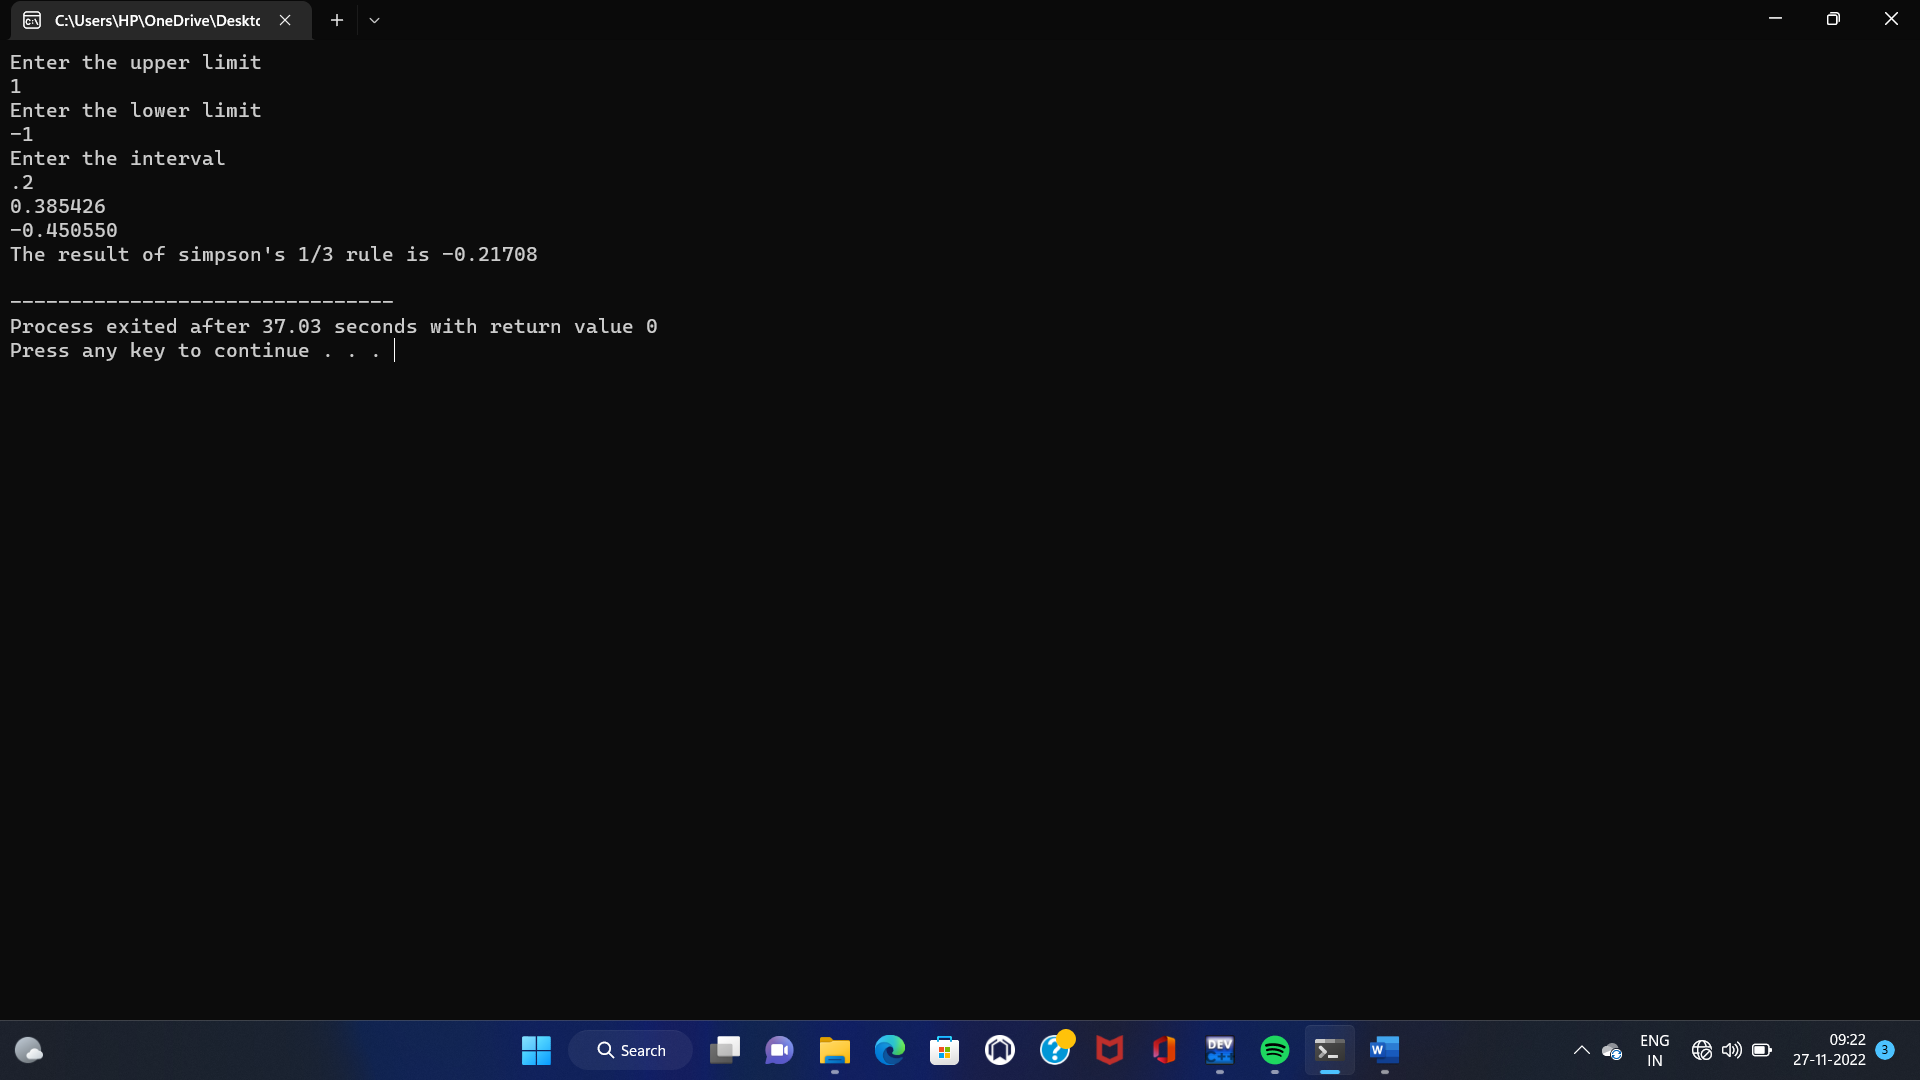 C:\Users\HP\OneDrive\Deskt
Enter the upper limit
1
Enter the lower limit
-1
Enter the interval
.2
0.385426
-0.450550
The result of simpson's 1/3 rule is -0.21708
--------------------------------
Process exited after 37.03 seconds with return value 0
Press any key to continue . . .
Search
DEV
C++
W
ENG
IN
09:22
27-11-2022
3